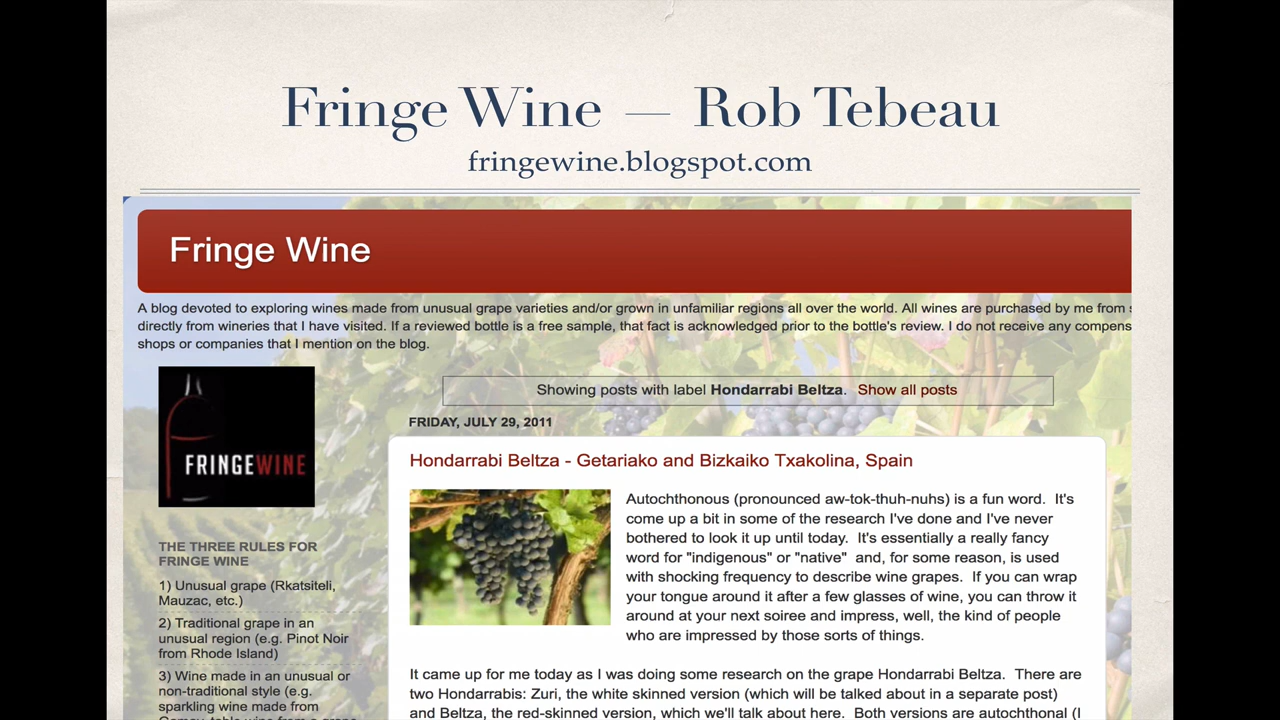 Fringe Wine — Rob Tebeau
fringewine.blogspot.com
Fringe Wine
A blog devoted to exploring wines made from unusual grape varieties and/or grown in unfamiliar regions all over the world. All wines are purchased by me from
directly from wineries that I have visited. If a reviewed bottle is a free sample, that fact is acknowledged prior to the bottle's review. I do not receive any compens
shops or companies that I mention on the blog.
FRINGEWINE
THE THREE RULES FOR
FRINGE WINE
1) Unusual grape (Rkatsiteli,
Mauzac, etc.)
2) Traditional grape in an
unusual region (e.g. Pinot Noir
from Rhode Island)
3) Wine made in an unusual or
non-traditional style (e.g.
sparkling wine made from
Showing posts with label Hondarrabi Beltza. Show all posts
FRIDAY, JULY 29, 2011
Hondarrabi Beltza - Getariako and Bizkaiko Txakolina, Spain
Autochthonous (pronounced aw-tok-thuh-nuhs) is a fun word. It's
come up a bit in some of the research I've done and I've never
bothered to look it up until today. It's essentially a really fancy
word for "indigenous" or "native" and, for some reason, is used
with shocking frequency to describe wine grapes. If you can wrap
your tongue around it after a few glasses of wine, you can throw it
around at your next soiree and impress, well, the kind of people
who are impressed by those sorts of things.
It came up for me today as I was doing some research on the grape Hondarrabi Beltza. There are
two Hondarrabis: Zuri, the white skinned version (which will be talked about in a separate post)
and Beltza, the red-skinned version, which we'll talk about here. Both versions are autochthonal (I